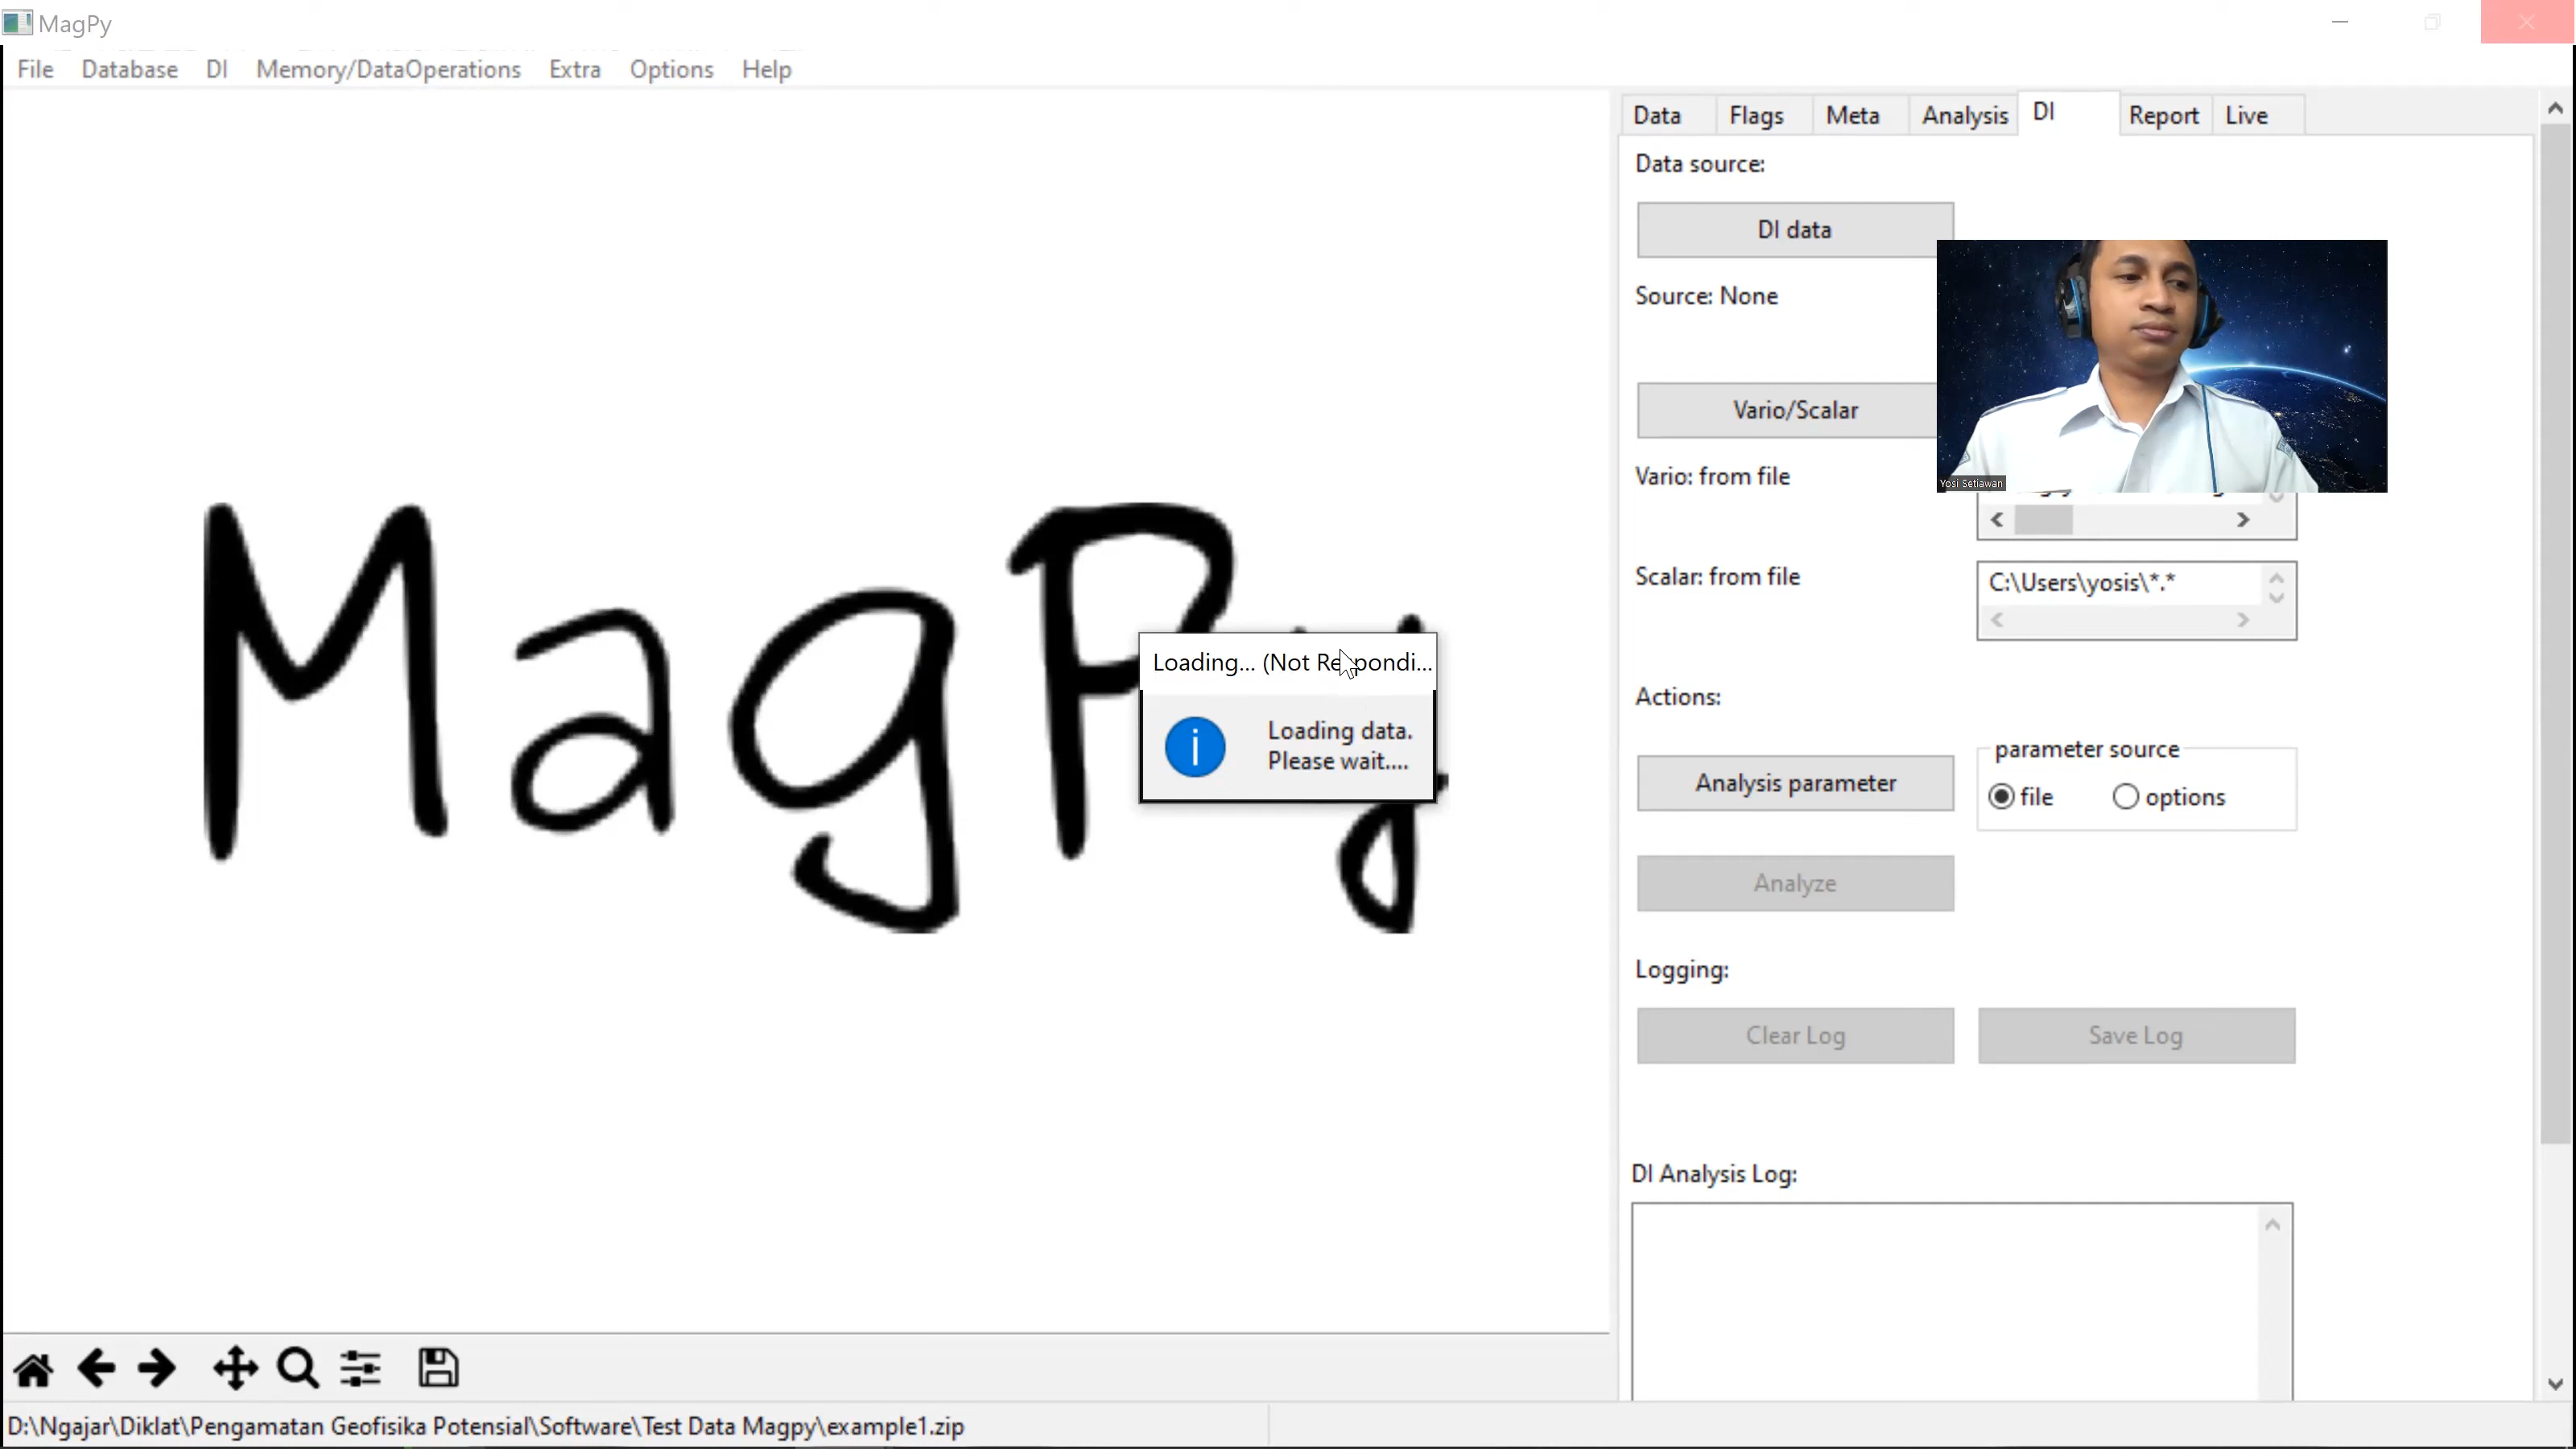 MagPy
File Database DI Memory/DataOperations Extra Options Help
Data Flags Meta Analysis DI Report Live
Data source:
DI data
Source: None
Vario/Scalar
Yosi Setiawan
Vario: from file
Scalar: from file
C:\Users\yosis\*.*
MagPy
Loading... (Not Respondi...
Loading data.
Please wait....
Actions:
parameter source
Analysis parameter
file options
Analyze
Logging:
Clear Log Save Log
DI Analysis Log:
D:\Ngajar\Diklat\Pengamatan Geofisika Potensial\Software\Test Data Magpy\example1.zip